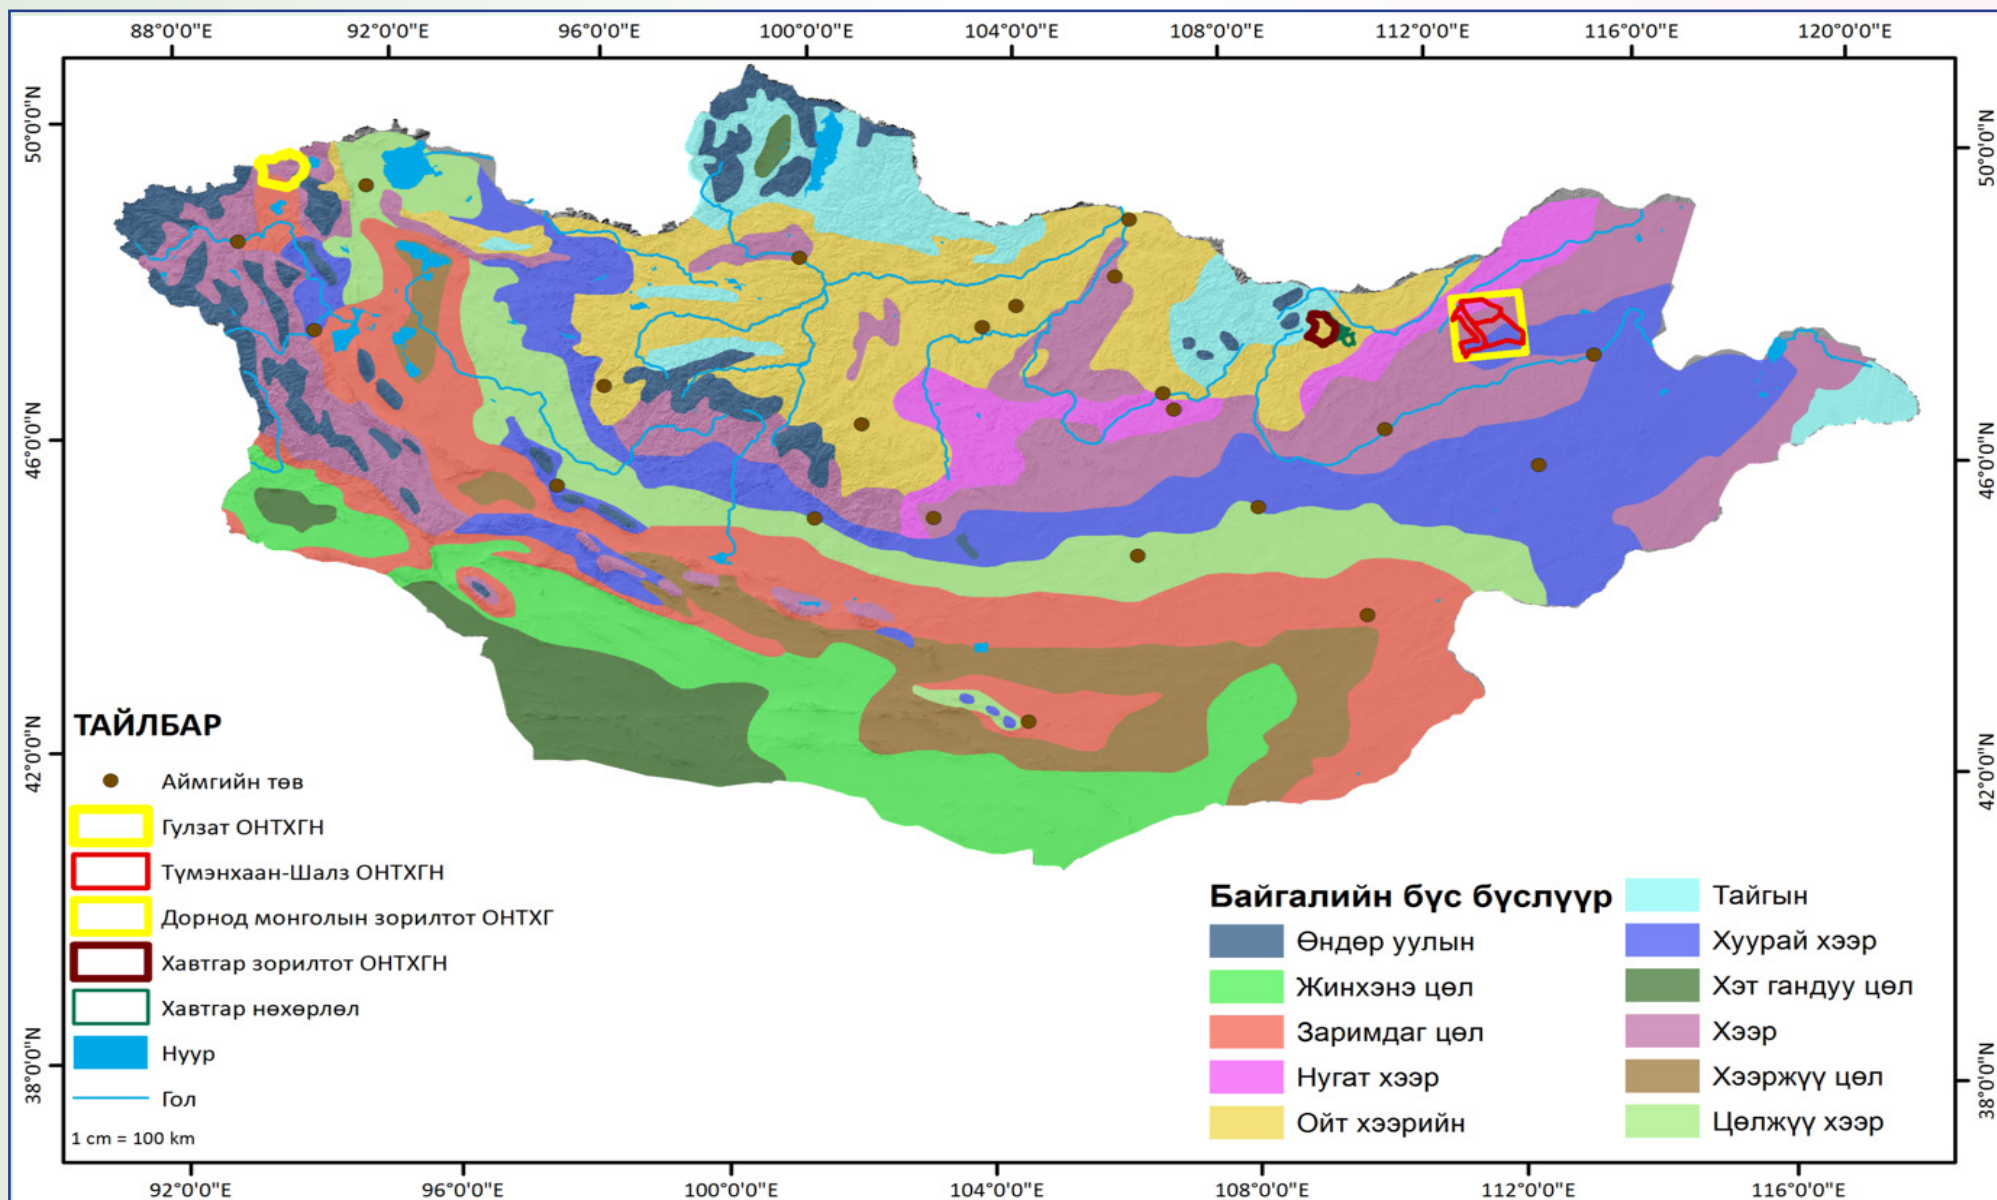 88°0'0"E 92°0'0"E 96°0'0"E 100°0'0"E 104°0'0"E 108°0'0"E 112°0'0"E 116°0'0"E 120°0'0"E
50°0'0"N
50°0'0"N
46°0'0"N
46°0'0"N
42°0'0"N
42°0'0"N
38°0'0"N
38°0'0"N
ТАЙЛБАР
Аймгийн төв
Гулзат ОНТХГН
Түмэнхаан-Шалз ОНТХГН
Дорнод монголын зорилтот ОНТХГ
Хавтгар зорилтот ОНТХГН
Хавтгар нөхөрлөл
Нуур
Гол
1 cm = 100 km
Байгалийн бүс бүслүүр
Өндөр уулын
Жинхэнэ цөл
Заримдаг цөл
Нугат хээр
Ойт хээрийн
Тайгын
Хуурай хээр
Хэт гандуу цөл
Хээр
Хээржүү цөл
Цөлжүү хээр
92°0'0"E 96°0'0"E 100°0'0"E 104°0'0"E 108°0'0"E 112°0'0"E 116°0'0"E